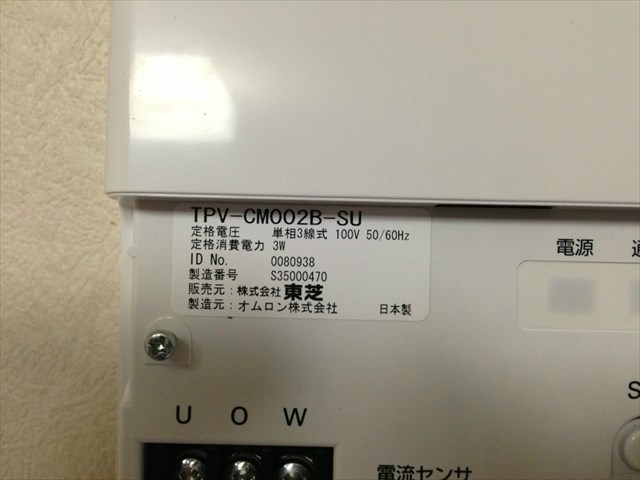 TPV-CM002B-SU
定格電圧 単相3線式 100V 50/60Hz
定格消費電力 3W
ID No. 0080938
製造番号 S35000470
販売元：株式会社 東芝
製造元：オムロン株式会社 日本製
電源
U O W
電流センサ